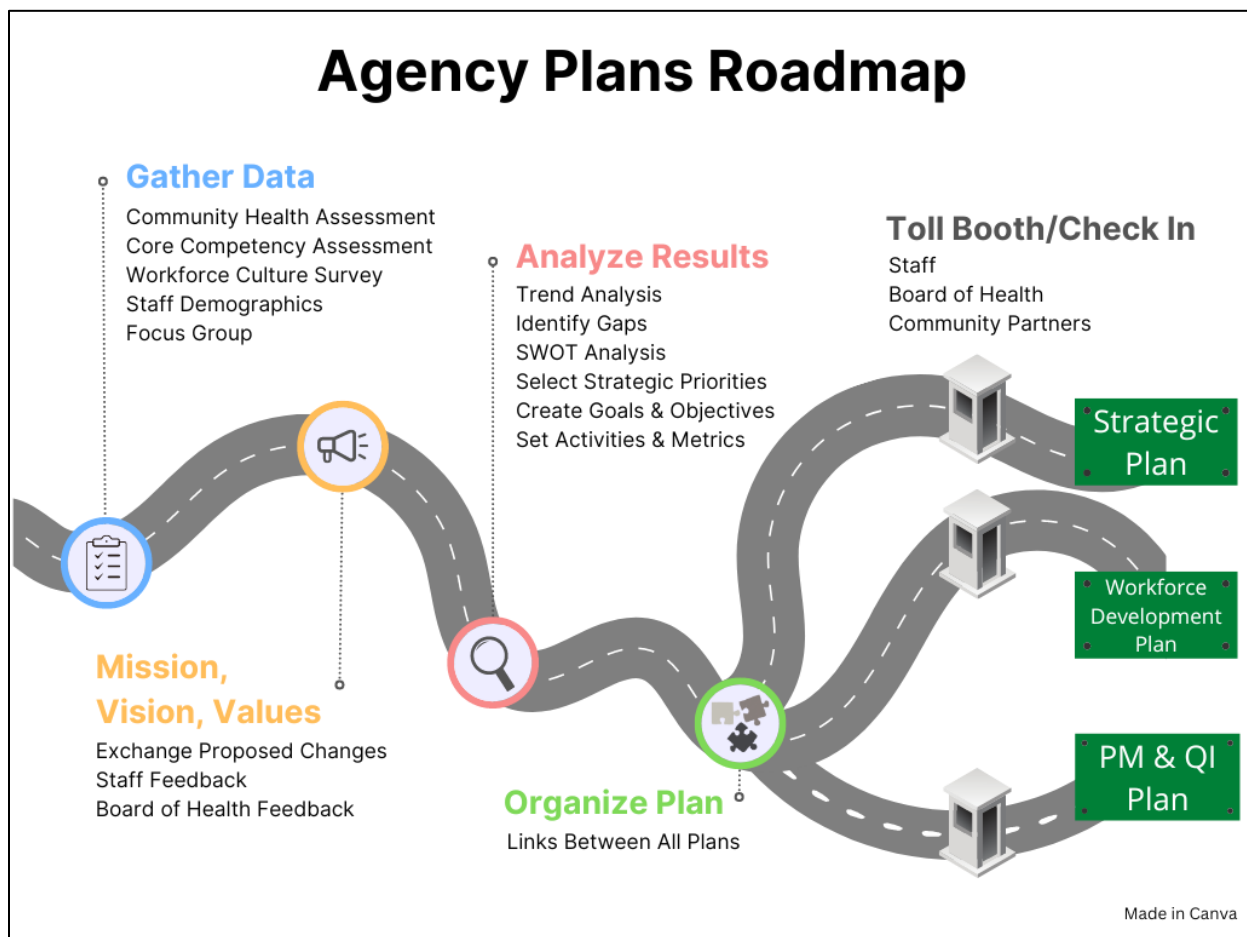 Agency Plans Roadmap
Gather Data
Community Health Assessment
Core Competency Assessment
Workforce Culture Survey
Staff Demographics
Focus Group
Mission,
Vision, Values
Exchange Proposed Changes
Staff Feedback
Board of Health Feedback
Analyze Results
Trend Analysis
Identify Gaps
SWOT Analysis
Select Strategic Priorities
Create Goals & Objectives
Set Activities & Metrics
Organize Plan
Links Between All Plans
Toll Booth/Check In
Staff
Board of Health
Community Partners
Strategic
Plan
Workforce
Development
Plan
PM & QI
Plan
Made in Canva